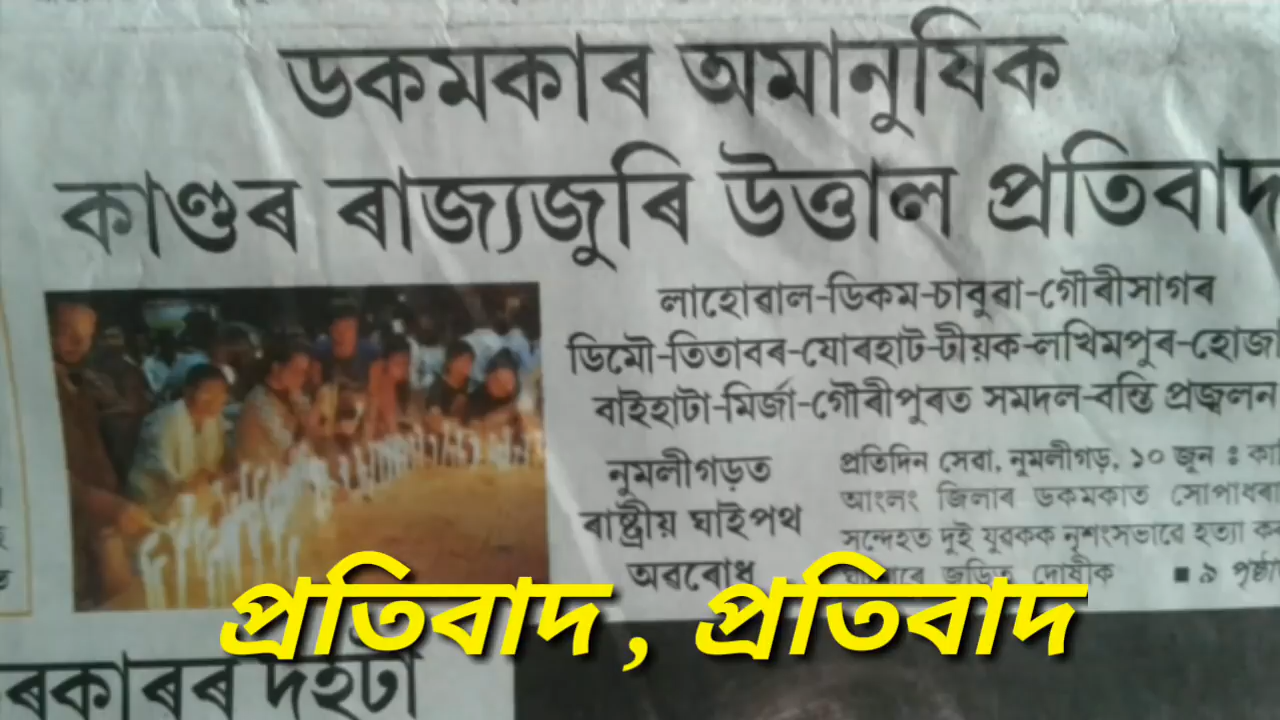 ডকমকাৰ অমানুষিক
কাণ্ডৰ ৰাজ্যজুৰি উত্তাল প্ৰতিবাদ
লাহোৱাল-ডিকম-চাবুৱা-গৌৰীসাগৰ
ডিমৌ-তিতাবৰ-যোৰহাট-টীয়ক-লখিমপুৰ-হোজা
বাইহাটা-মিৰ্জা-গৌৰীপুৰত সমদল-বন্তি প্ৰজ্বলন
নুমলীগড়ত
ৰাষ্ট্ৰীয় ঘাইপথ
অৱৰোধ
প্ৰতিদিন সেৱা, নুমলীগড়, ১০ জুন : কা
আংলং জিলাৰ ডকমকাত সোপাধৰা
সন্দেহত দুই যুৱকক নৃশংসভাৱে হত্যা কৰ
জড়িত দোষীক ■ ৯ পৃষ্ঠা
প্ৰতিবাদ , প্ৰতিবাদ
ৰকাৰৰ দহটা